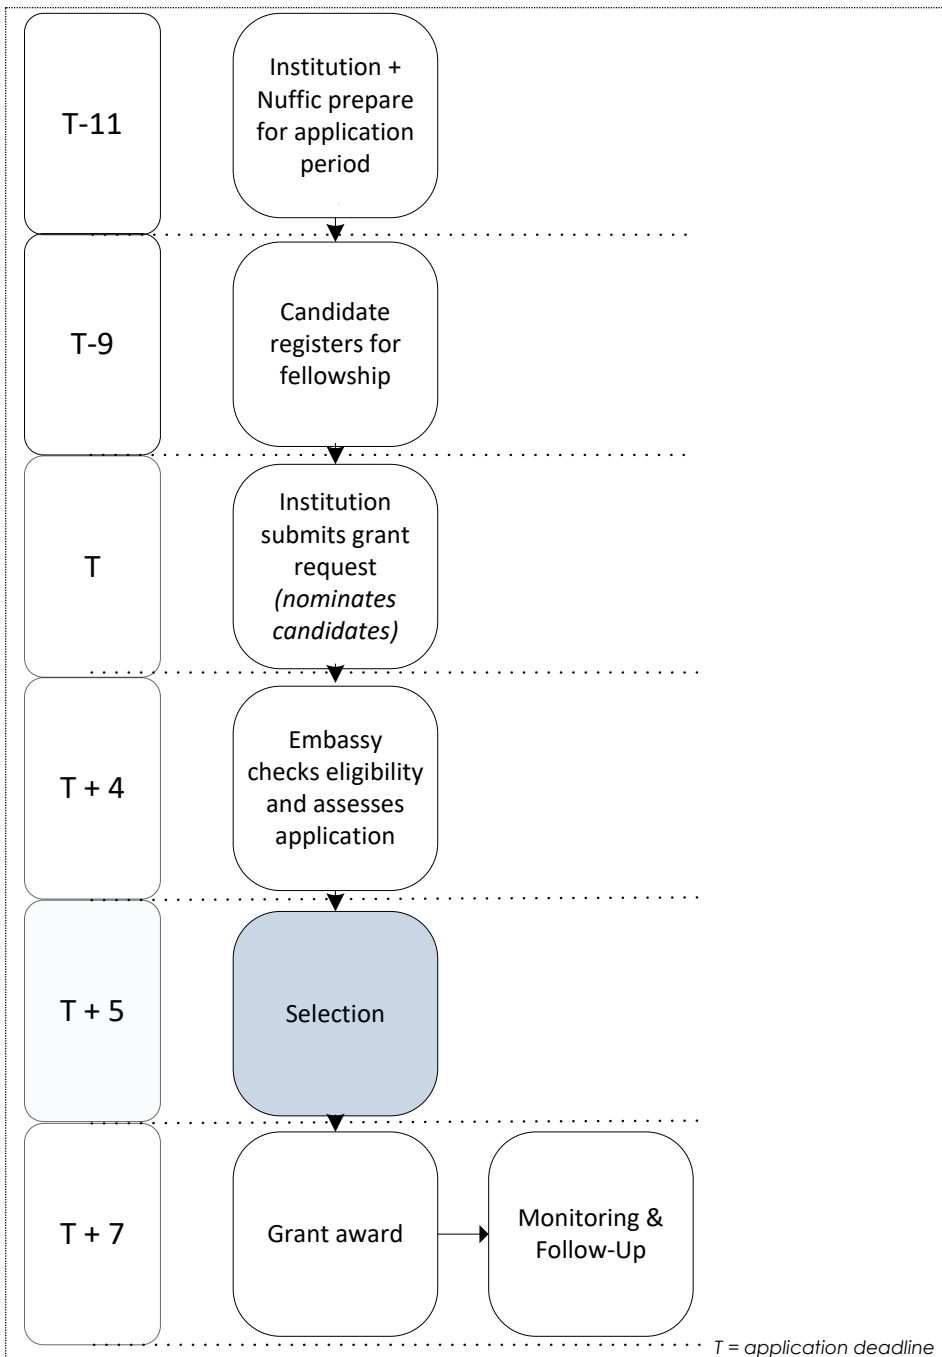 T-11
Institution +
Nuffic prepare
for application
period
T-9
Candidate
registers for
fellowship
T
Institution
submits grant
request
(nominates
candidates)
T + 4
Embassy
checks eligibility
and assesses
application
T + 5
Selection
T + 7
Grant award
Monitoring &
Follow-Up
T = application deadline